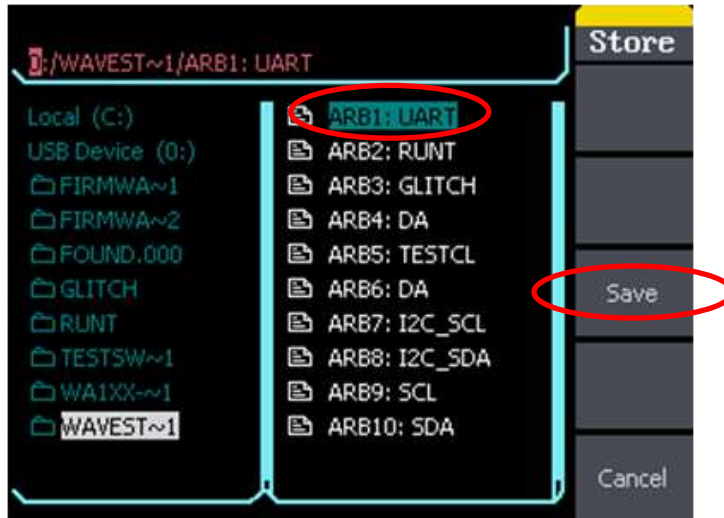 Store
0:/WAVEST~1/ARB1: UART
Local (C:)
USB Device (0:)
FIRMWA~1
FIRMWA~2
FOUND.000
GLITCH
RUNT
TESTSW~1
WA1XX-~1
WAVEST~1
ARB1: UART
ARB2: RUNT
ARB3: GLITCH
ARB4: DA
ARB5: TESTCL
ARB6: DA
ARB7: I2C_SCL
ARB8: I2C_SDA
ARB9: SCL
ARB10: SDA
Save
Cancel